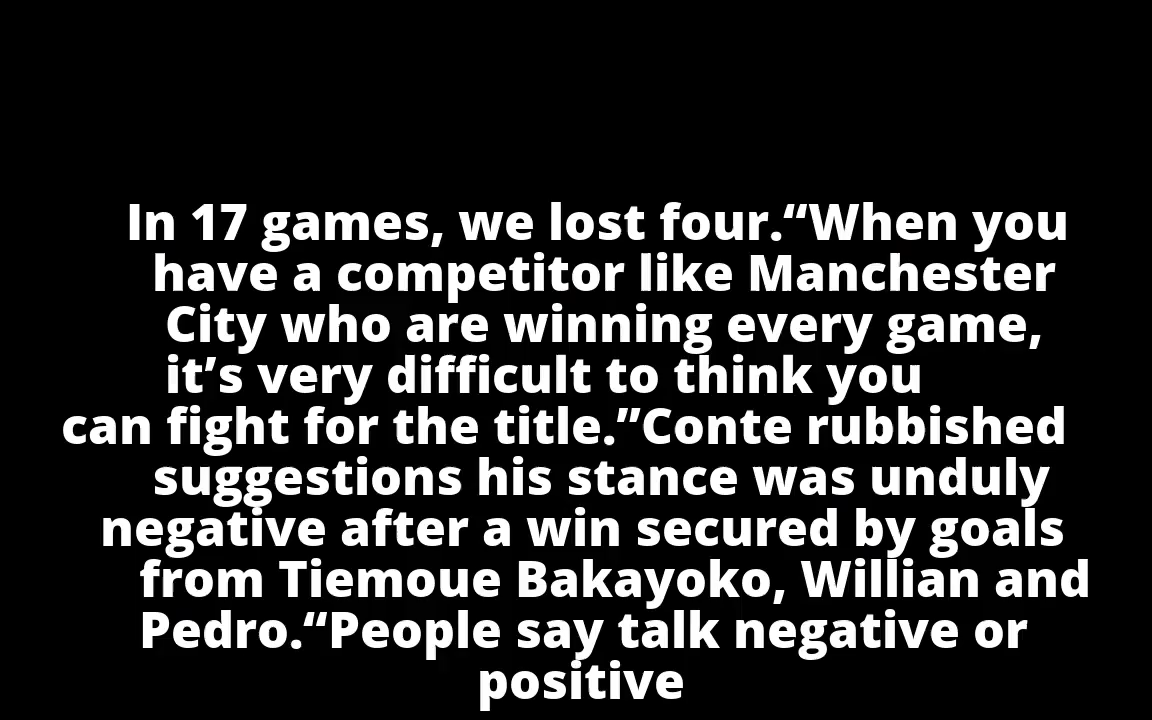 In 17 games, we lost four.“When you
have a competitor like Manchester
City who are winning every game,
it’s very difficult to think you
can fight for the title.”Conte rubbished
suggestions his stance was unduly
negative after a win secured by goals
from Tiemoue Bakayoko, Willian and
Pedro.“People say talk negative or
positive